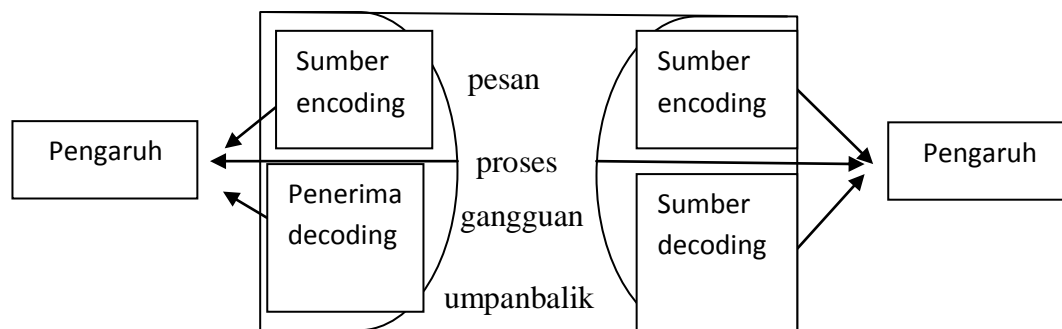 Sumber
encoding
pesan
Sumber
encoding
Pengaruh
proses
Pengaruh
Penerima
decoding
gangguan
Sumber
decoding
umpanbalik